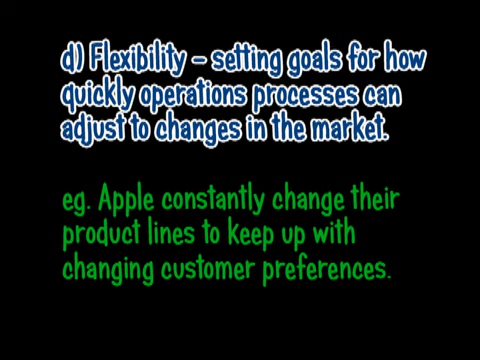 d) Flexibility – setting goals for how
quickly operations processes can
adjust to changes in the market.
eg. Apple constantly change their
product lines to keep up with
changing customer preferences.